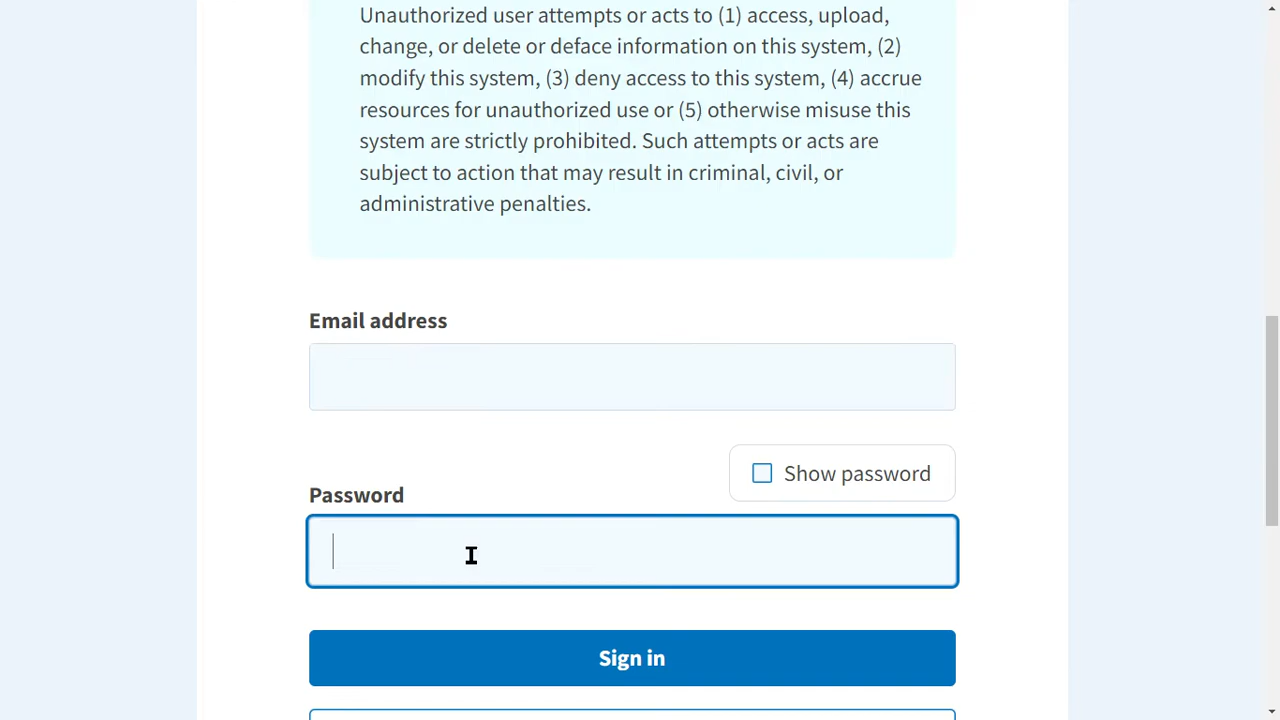 Unauthorized user attempts or acts to (1) access, upload,
change, or delete or deface information on this system, (2)
modify this system, (3) deny access to this system, (4) accrue
resources for unauthorized use or (5) otherwise misuse this
system are strictly prohibited. Such attempts or acts are
subject to action that may result in criminal, civil, or
administrative penalties.
Email address
Show password
Password
Sign in